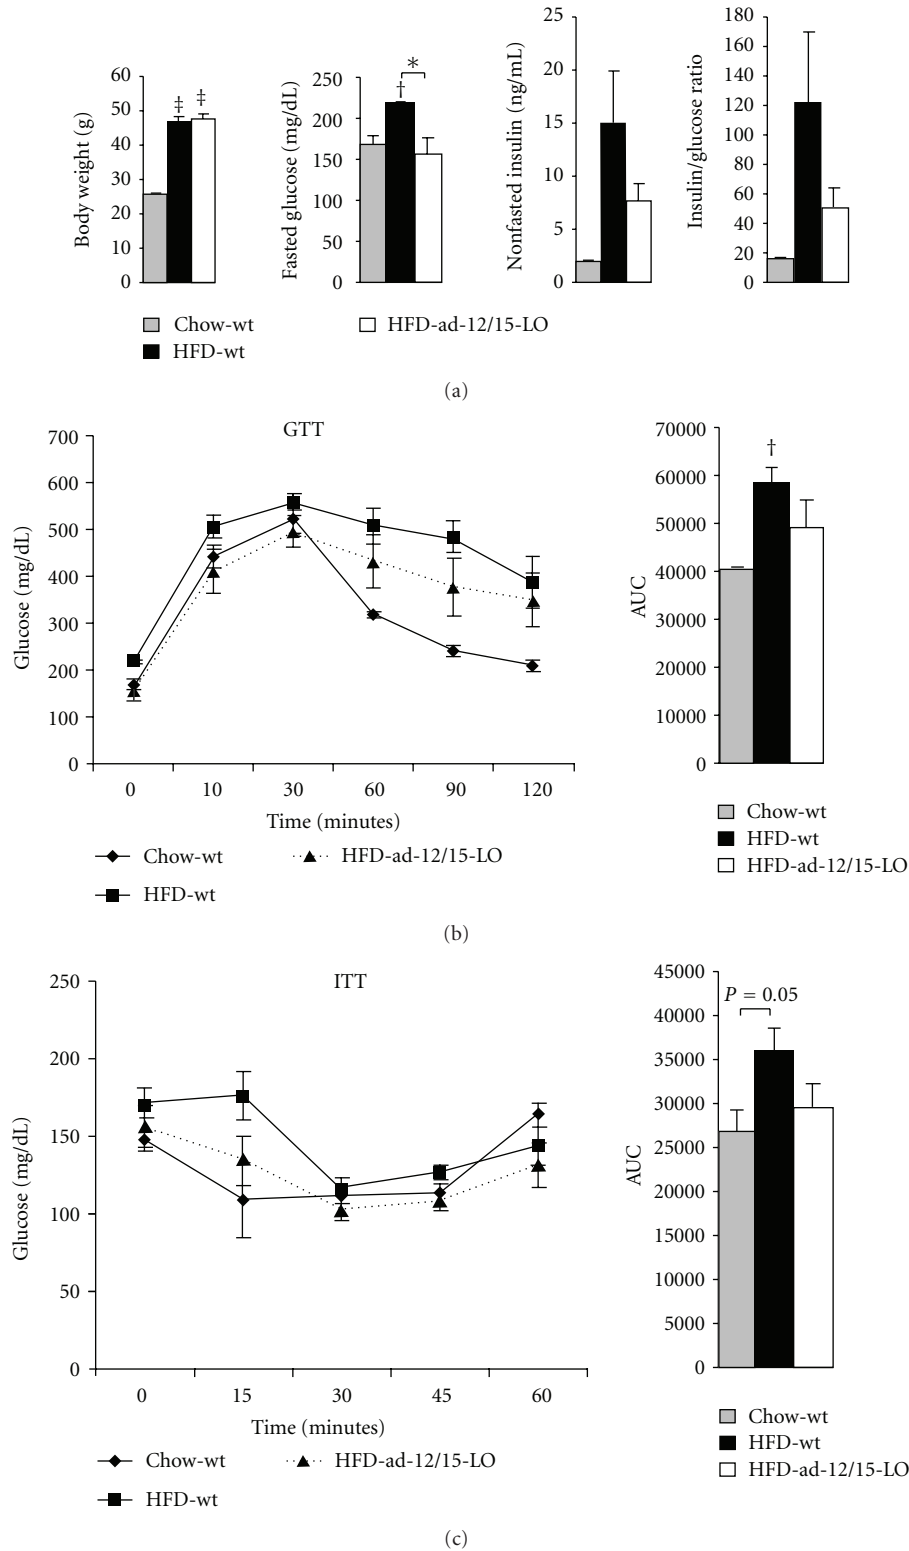 Body weight (g)
60
50
40
30
20
10
0
‡ ‡
Fasted glucose (mg/dL)
250
200
150
100
50
0
†
*
Nonfasted insulin (ng/mL)
25
20
15
10
5
0
Insulin/glucose ratio
180
160
140
120
100
80
60
40
20
0
Chow-wt
HFD-wt
HFD-ad-12/15-LO
(a)
GTT
Glucose (mg/dL)
700
600
500
400
300
200
100
0
0 10 30 60 90 120
Time (minutes)
Chow-wt
HFD-ad-12/15-LO
HFD-wt
AUC
70000
60000
50000
40000
30000
20000
10000
0
†
Chow-wt
HFD-wt
HFD-ad-12/15-LO
(b)
ITT
Glucose (mg/dL)
250
200
150
100
50
0
0 15 30 45 60
Time (minutes)
Chow-wt
HFD-ad-12/15-LO
HFD-wt
AUC
45000
40000
35000
30000
25000
20000
15000
10000
5000
0
P = 0.05
Chow-wt
HFD-wt
HFD-ad-12/15-LO
(c)